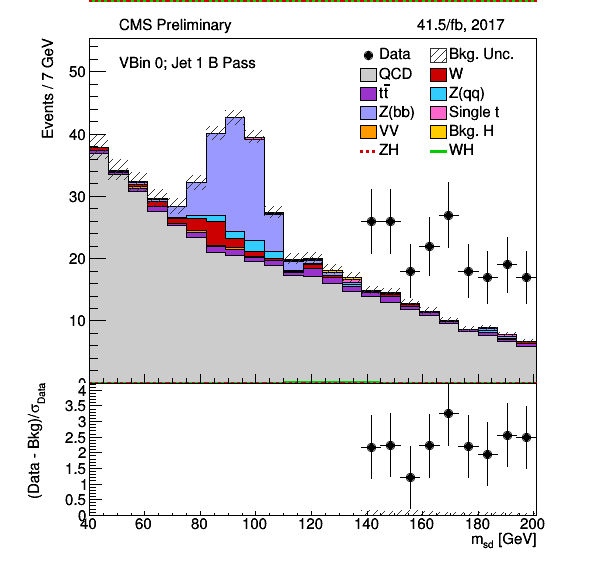 CMS Preliminary 41.5/fb, 2017
VBin 0; Jet 1 B Pass
Events / 7 GeV
Data
Bkg. Unc.
QCD
W
tt̅
Z(qq)
Z(bb)
Single t
VV
Bkg. H
ZH
WH
50
40
30
20
10
0
(Data - Bkg)/σData
4
3.5
3
2.5
2
1.5
1
0.5
0
40 60 80 100 120 140 160 180 200
msd [GeV]